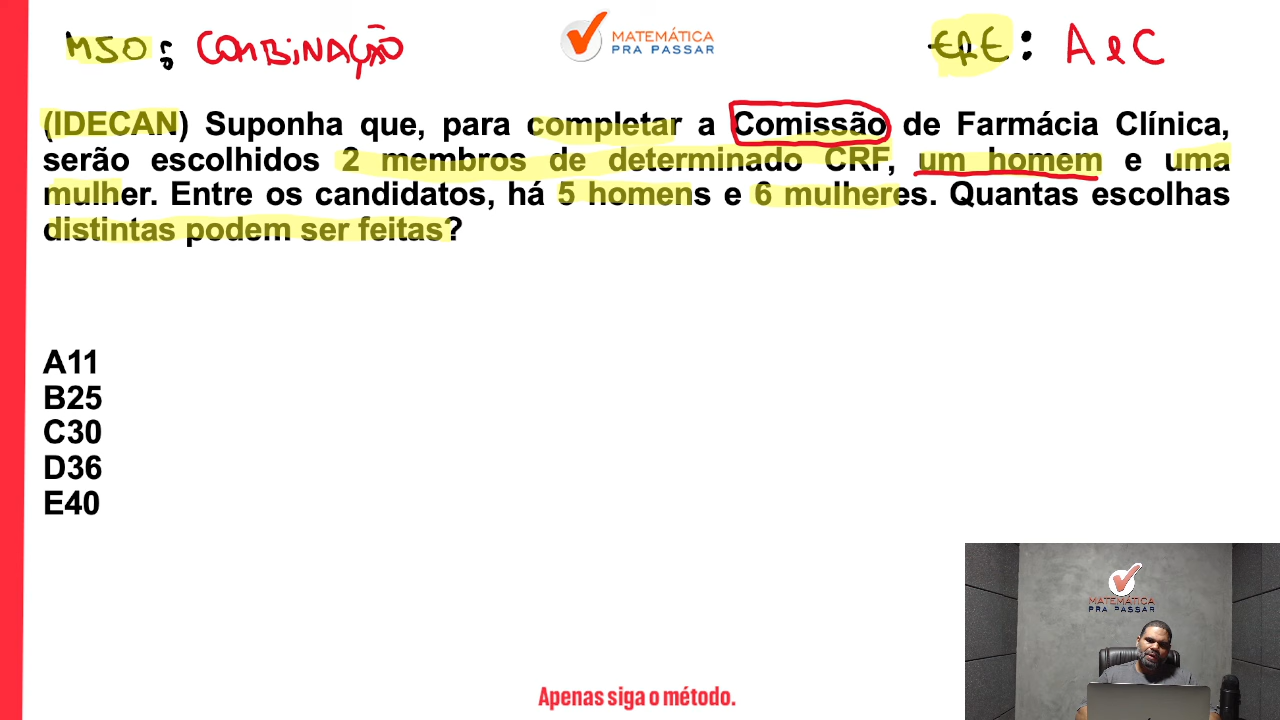 MSO: COMBINAÇÃO
MATEMÁTICA
PRA PASSAR
: A e C
(IDECAN) Suponha que, para completar a Comissão de Farmácia Clínica,
serão escolhidos 2 membros de determinado CRF, um homem e uma
mulher. Entre os candidatos, há 5 homens e 6 mulheres. Quantas escolhas
distintas podem ser feitas?
A11
B25
C30
D36
E40
MATEMÁTICA
PRA PASSAR
Apenas siga o método.